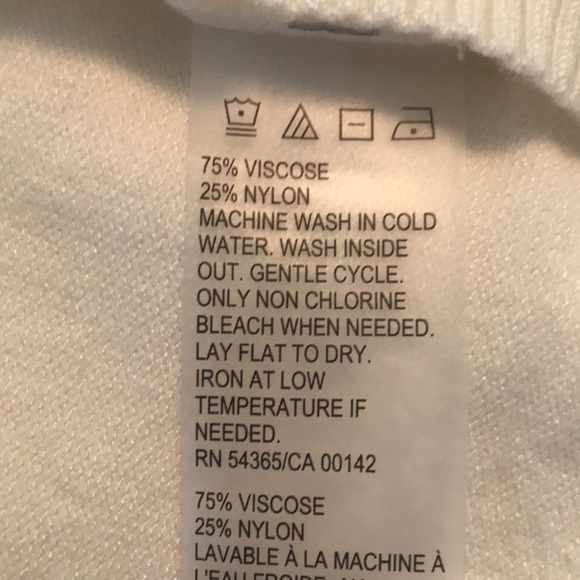 75% VISCOSE
25% NYLON
MACHINE WASH IN COLD
WATER. WASH INSIDE
OUT. GENTLE CYCLE.
ONLY NON CHLORINE
BLEACH WHEN NEEDED.
LAY FLAT TO DRY.
IRON AT LOW
TEMPERATURE IF
NEEDED.
RN 54365/CA 00142
75% VISCOSE
25% NYLON
LAVABLE À LA MACHINE À
L'EAU FROIDE.